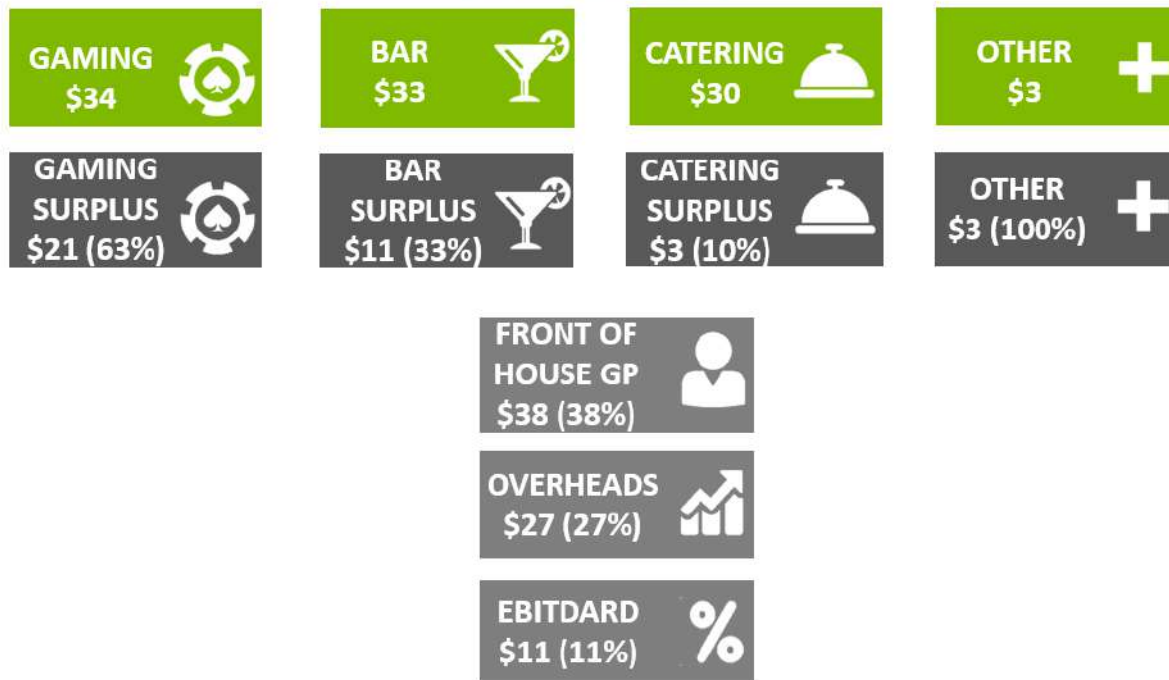 GAMING
$34
BAR
$33
CATERING
$30
OTHER
$3
GAMING
SURPLUS
$21 (63%)
BAR
SURPLUS
$11 (33%)
CATERING
SURPLUS
$3 (10%)
OTHER
$3 (100%)
FRONT OF
HOUSE GP
$38 (38%)
OVERHEADS
$27 (27%)
EBITDARD
$11 (11%)
%